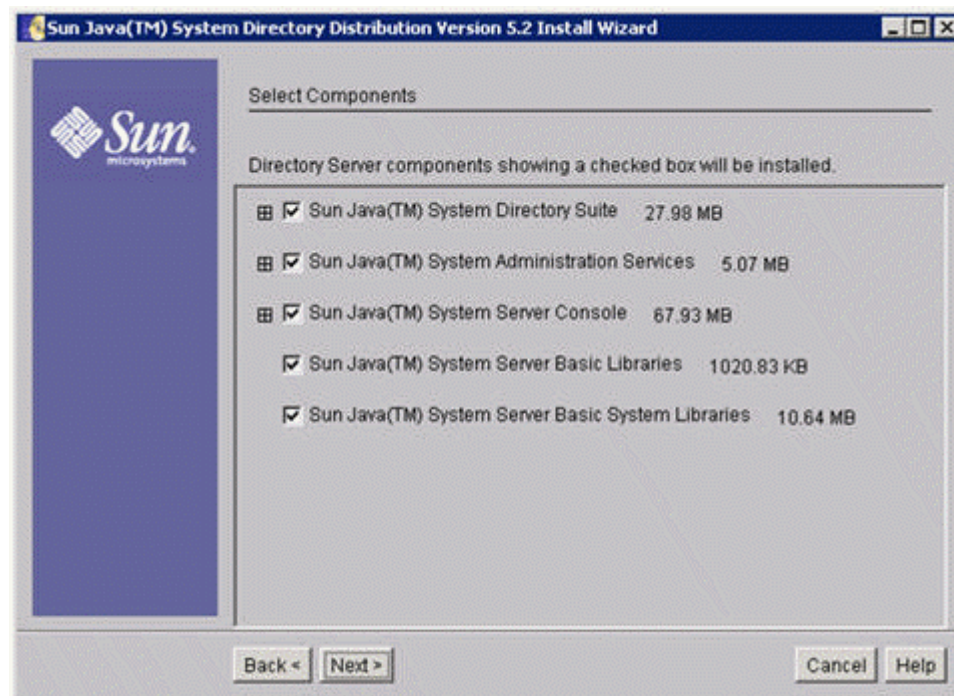 Sun Java(TM) System Directory Distribution Version 5.2 Install Wizard
Sun.
microsystems
Select Components
Directory Server components showing a checked box will be installed.
Sun Java(TM) System Directory Suite 27.98 MB
Sun Java(TM) System Administration Services 5.07 MB
Sun Java(TM) System Server Console 67.93 MB
Sun Java(TM) System Server Basic Libraries 1020.83 KB
Sun Java(TM) System Server Basic System Libraries 10.64 MB
Back < Next > Cancel Help